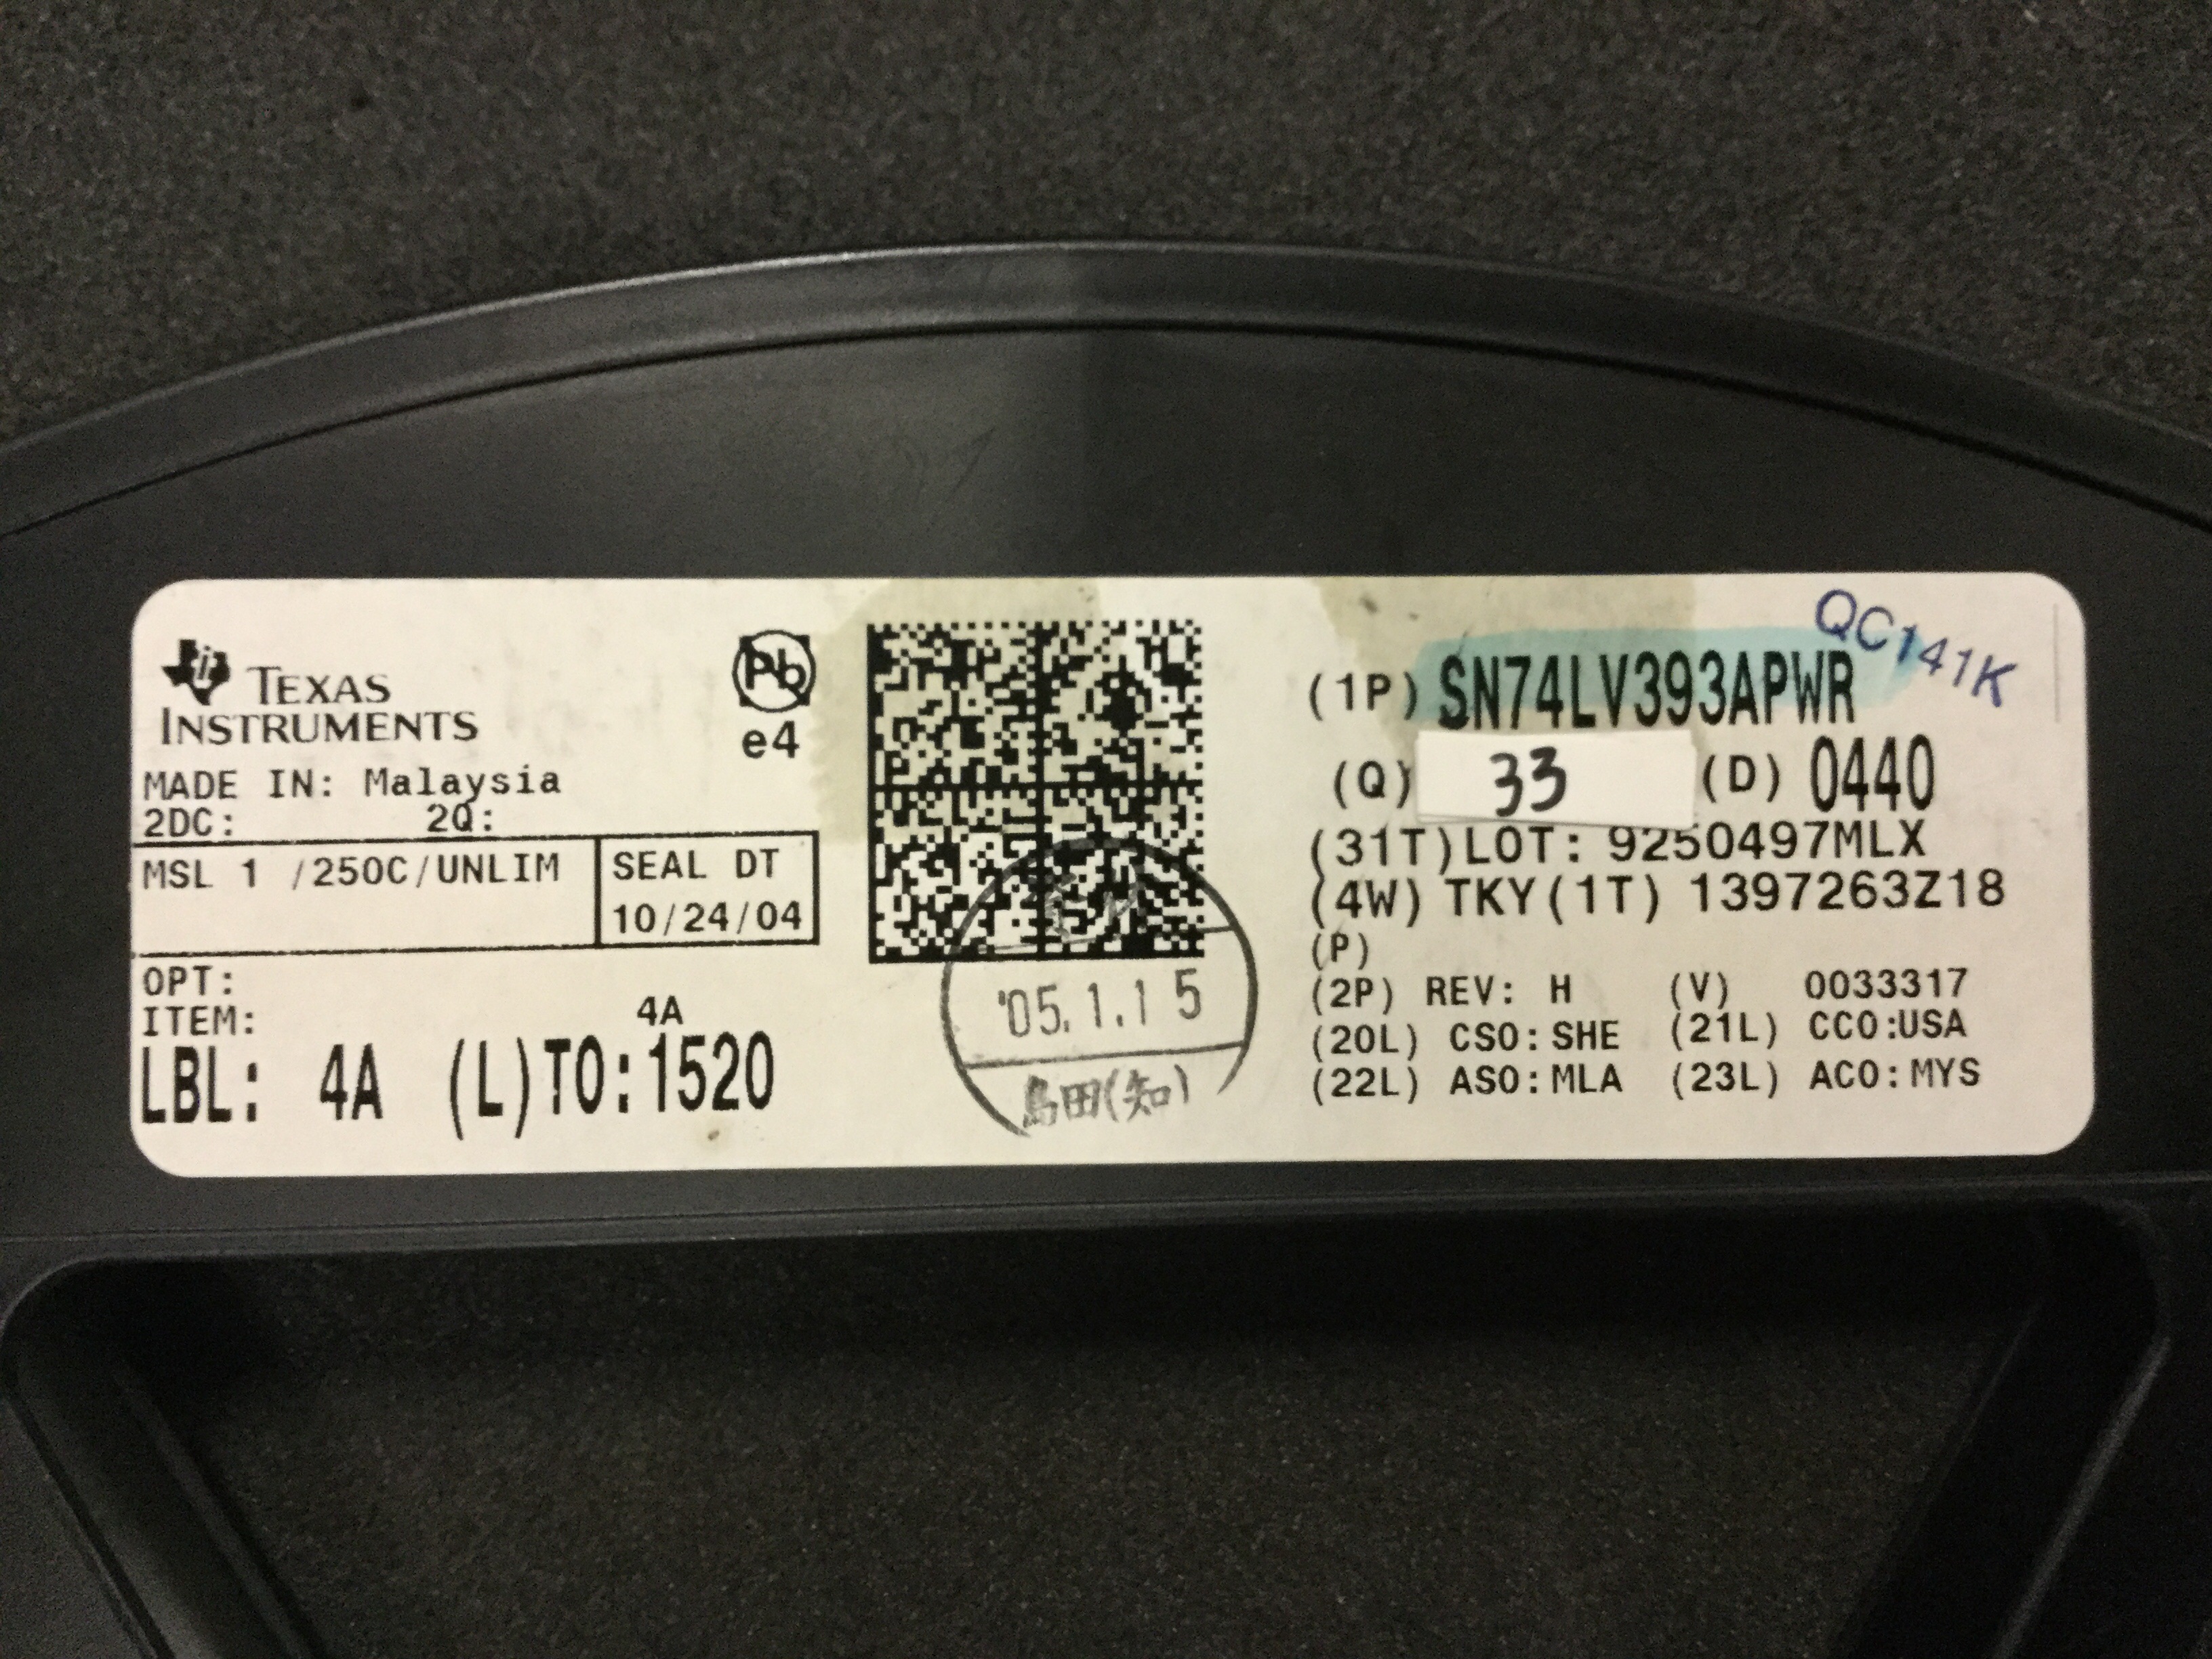 TEXAS
INSTRUMENTS
Pb
e4
MADE IN: Malaysia
2DC: 2Q:
MSL 1 /250C/UNLIM
SEAL DT
10/24/04
OPT:
ITEM:
4A
LBL: 4A (L)TO:1520
'05.1.15
島田(知)
QC141K
(1P) SN74LV393APWR
(Q) 33 (D) 0440
(31T)LOT: 9250497MLX
(4W) TKY(1T) 1397263Z18
(P)
(2P) REV: H (V) 0033317
(20L) CSO:SHE (21L) CCO:USA
(22L) ASO:MLA (23L) ACO:MYS